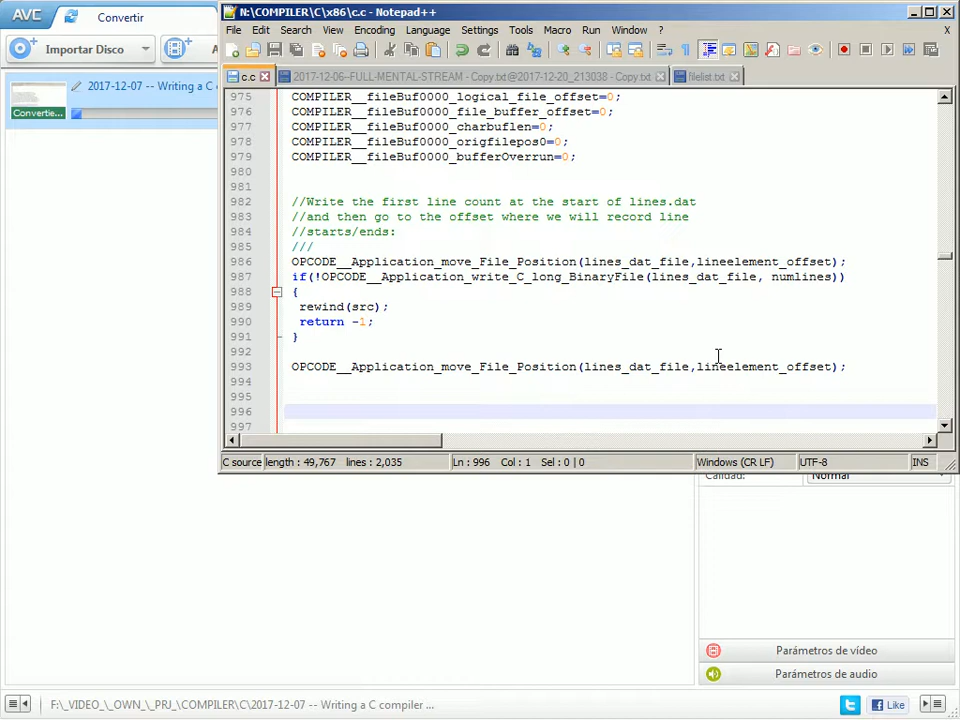 AVC
Convertir
Importar Disco
A
2017-12-07 -- Writing a C
Convertie...
N:\COMPILER\C\x86\c.c - Notepad++
File Edit Search View Encoding Language Settings Tools Macro Run Window ? X
c.c 2017-12-06--FULL-MENTAL-STREAM - Copy.txt@2017-12-20_213038 - Copy.txt filelist.txt
975 COMPILER__fileBuf0000_logical_file_offset=0;
976 COMPILER__fileBuf0000_file_buffer_offset=0;
977 COMPILER__fileBuf0000_charbuflen=0;
978 COMPILER__fileBuf0000_origfilepos0=0;
979 COMPILER__fileBuf0000_bufferOverrun=0;
980
981
982 //Write the first line count at the start of lines.dat
983 //and then go to the offset where we will record line
984 //starts/ends:
985 ///
986 OPCODE__Application_move_File_Position(lines_dat_file,lineelement_offset);
987 if(!OPCODE__Application_write_C_long_BinaryFile(lines_dat_file, numlines))
988 {
989 rewind(src);
990 return -1;
991 }
992
993 OPCODE__Application_move_File_Position(lines_dat_file,lineelement_offset);
994
995
996
997
C source length : 49,767 lines : 2,035 Ln : 996 Col : 1 Sel : 0 | 0 Windows (CR LF) UTF-8 INS
Calidad: Normal
Parámetros de vídeo
Parámetros de audio
F:\_VIDEO_\_OWN_\_PRJ_\COMPILER\C\2017-12-07 -- Writing a C compiler ...
Like